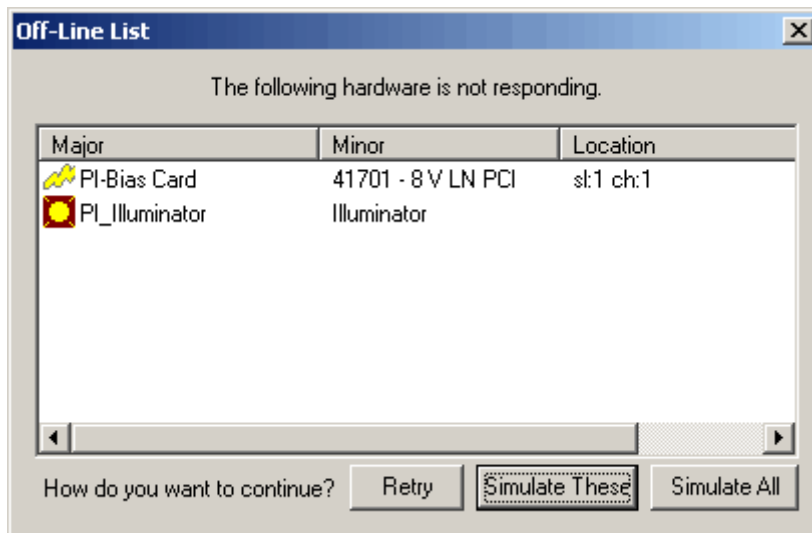 Off-Line List
The following hardware is not responding.
Major Minor Location
PI-Bias Card 41701 - 8 V LN PCI sl:1 ch:1
PI_Illuminator Illuminator
How do you want to continue? Retry Simulate These Simulate All